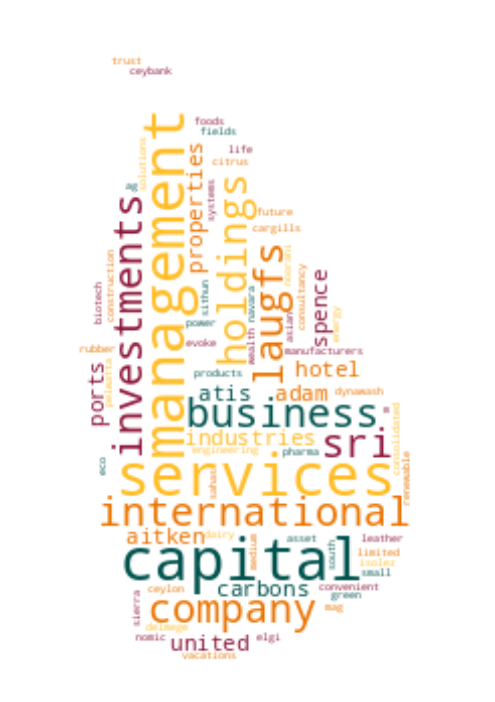 trust
ceybank
foods
fields
management
solutions
life
citrus
properties
ag
systems
holdings
investments
future
cargills
laugfs
consultancy
asian
spence
energy
construction
biotech
sithun
navara
power
evoke
wealth
manufacturers
rubber
ports
products
hotel
atis
adam
dynawash
business
consolidated
industries
sri
engineering
pharma
eco
services
sahas
renewable
international
aitken
dairy
medium
asset
south
leather
limited
isolez
small
capital
carbons
ceylon
convenient
green
sierra
company
mag
delmege
nomic
united
elgi
vacations